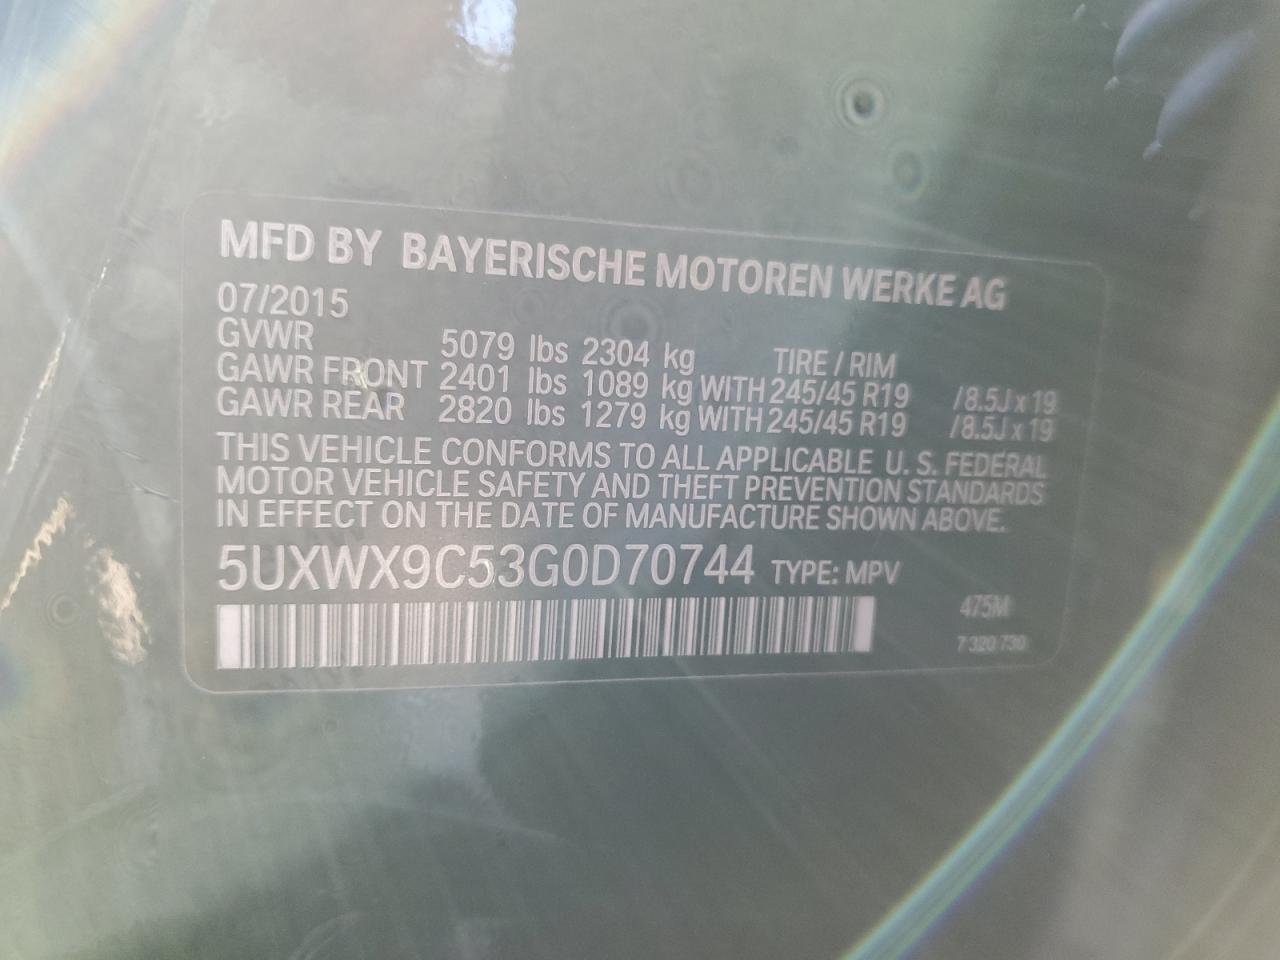 MFD BY BAYERISCHE MOTOREN WERKE AG
07/2015
GVWR 5079 lbs 2304 kg TIRE / RIM
GAWR FRONT 2401 lbs 1089 kg WITH 245/45 R19 /8.5J x 19
GAWR REAR 2820 lbs 1279 kg WITH 245/45 R19 /8.5J x 19
THIS VEHICLE CONFORMS TO ALL APPLICABLE U. S. FEDERAL
MOTOR VEHICLE SAFETY AND THEFT PREVENTION STANDARDS
IN EFFECT ON THE DATE OF MANUFACTURE SHOWN ABOVE.
5UXWX9C53G0D70744 TYPE: MPV
475M
7 320 730